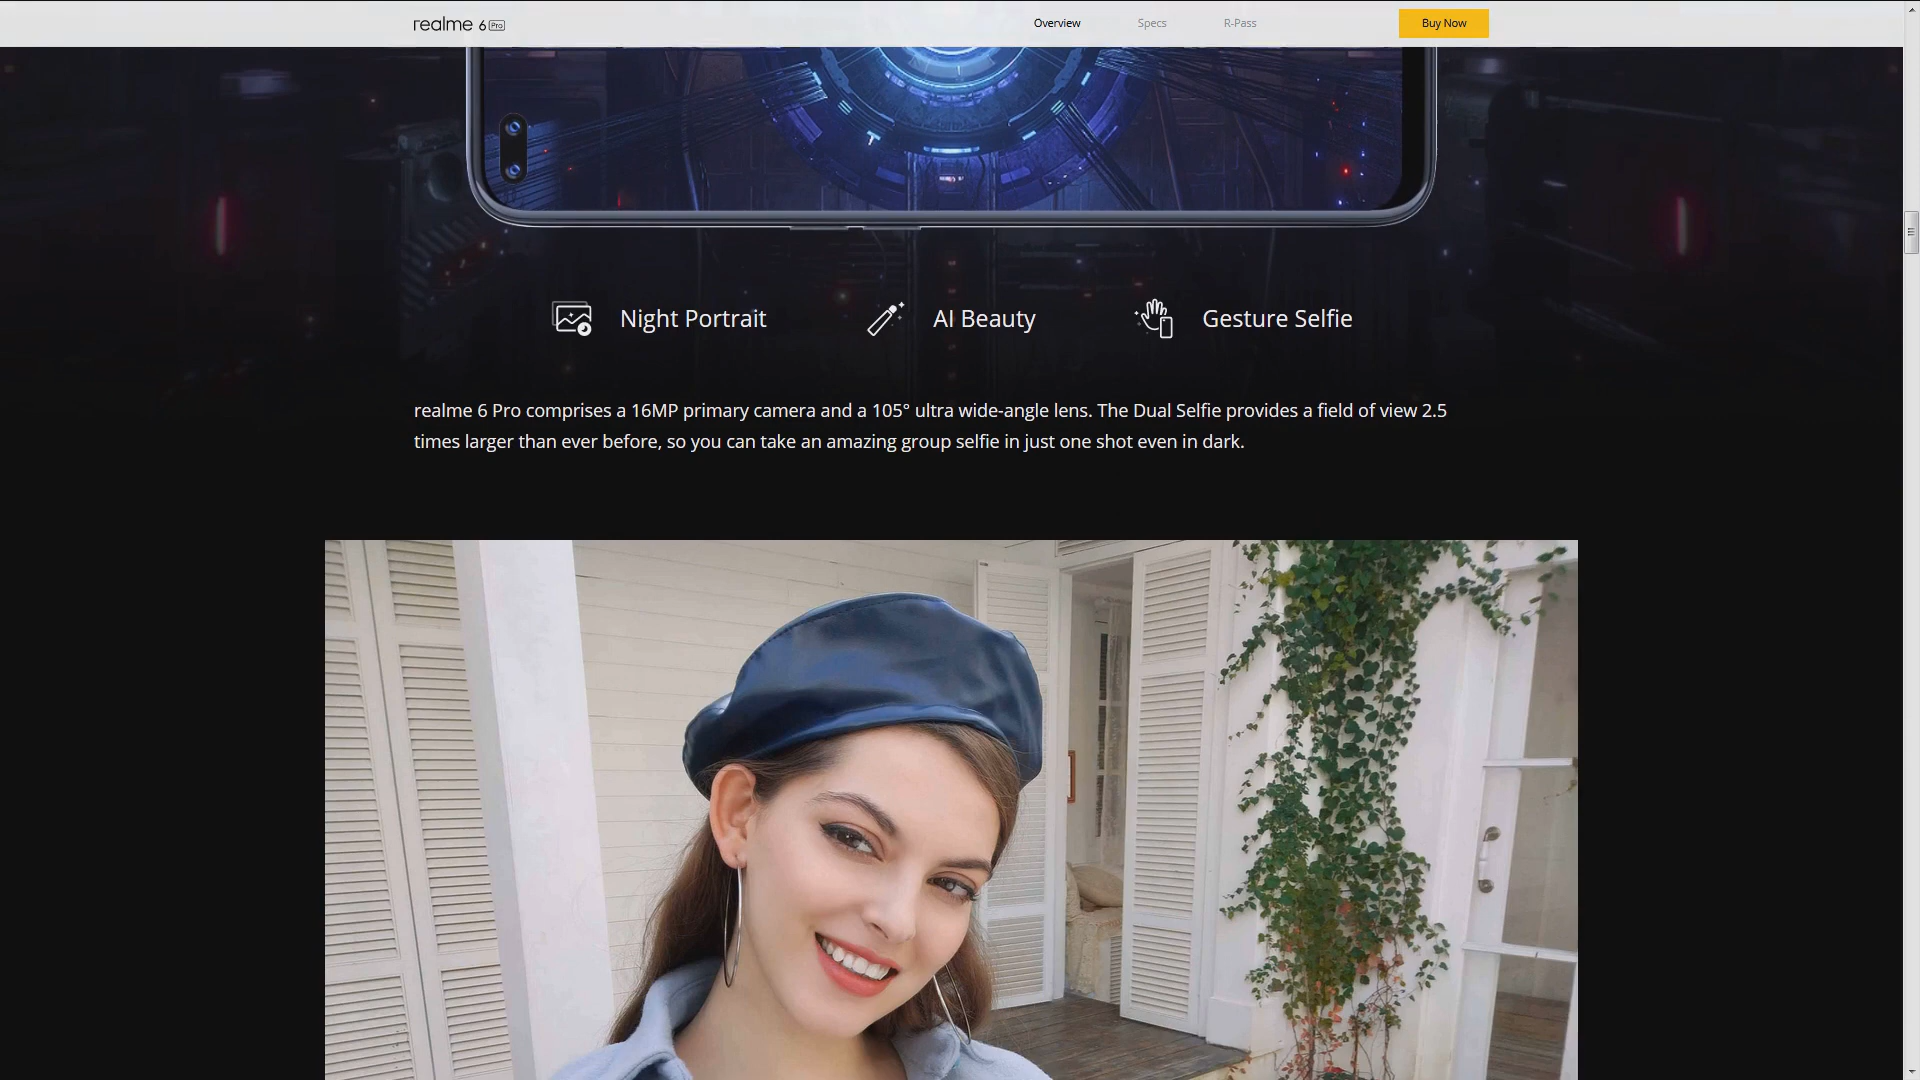 realme 6 Pro
Overview
Specs
R-Pass
Buy Now
Night Portrait
AI Beauty
Gesture Selfie
realme 6 Pro comprises a 16MP primary camera and a 105° ultra wide-angle lens. The Dual Selfie provides a field of view 2.5
times larger than ever before, so you can take an amazing group selfie in just one shot even in dark.